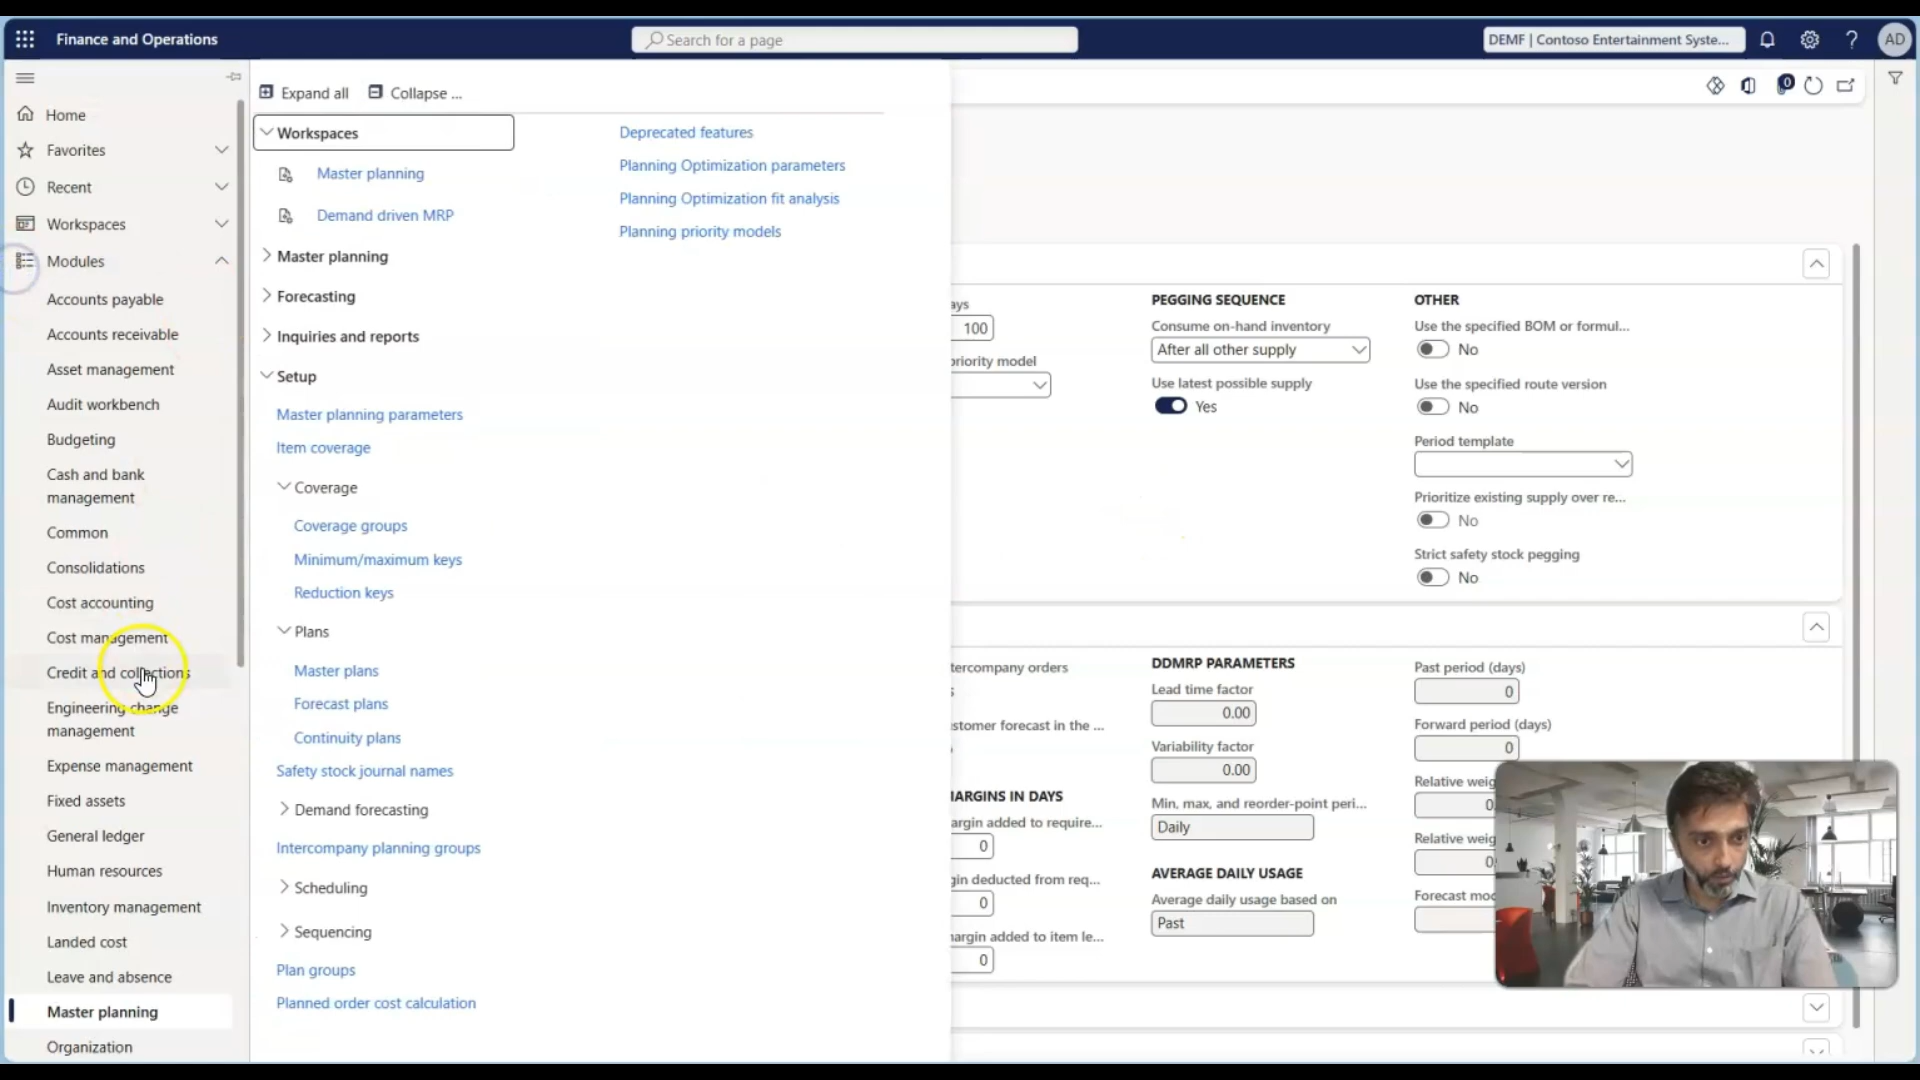 Finance and Operations
Search for a page
DEMF | Contoso Entertainment Syste...
?
AD
Home
Favorites
Recent
Workspaces
Modules
Accounts payable
Accounts receivable
Asset management
Audit workbench
Budgeting
Cash and bank
management
Common
Consolidations
Cost accounting
Cost management
Credit and collections
Engineering change
management
Expense management
Fixed assets
General ledger
Human resources
Inventory management
Landed cost
Leave and absence
Master planning
Organization
Expand all
Collapse ...
Workspaces
Master planning
Demand driven MRP
Master planning
Forecasting
Inquiries and reports
Setup
Master planning parameters
Item coverage
Coverage
Coverage groups
Minimum/maximum keys
Reduction keys
Plans
Master plans
Forecast plans
Continuity plans
Safety stock journal names
Demand forecasting
Intercompany planning groups
Scheduling
Sequencing
Plan groups
Planned order cost calculation
Deprecated features
Planning Optimization parameters
Planning Optimization fit analysis
Planning priority models
0
ays
100
priority model
PEGGING SEQUENCE
Consume on-hand inventory
After all other supply
Use latest possible supply
Yes
OTHER
Use the specified BOM or formul...
No
Use the specified route version
No
Period template
Prioritize existing supply over re...
No
Strict safety stock pegging
No
tercompany orders
stomer forecast in the ...
MARGINS IN DAYS
argin added to require...
0
gin deducted from req...
0
argin added to item le...
0
DDMRP PARAMETERS
Lead time factor
0.00
Variability factor
0.00
Min, max, and reorder-point peri...
Daily
AVERAGE DAILY USAGE
Average daily usage based on
Past
Past period (days)
0
Forward period (days)
0
Relative weig
0
Relative weig
0
Forecast mod